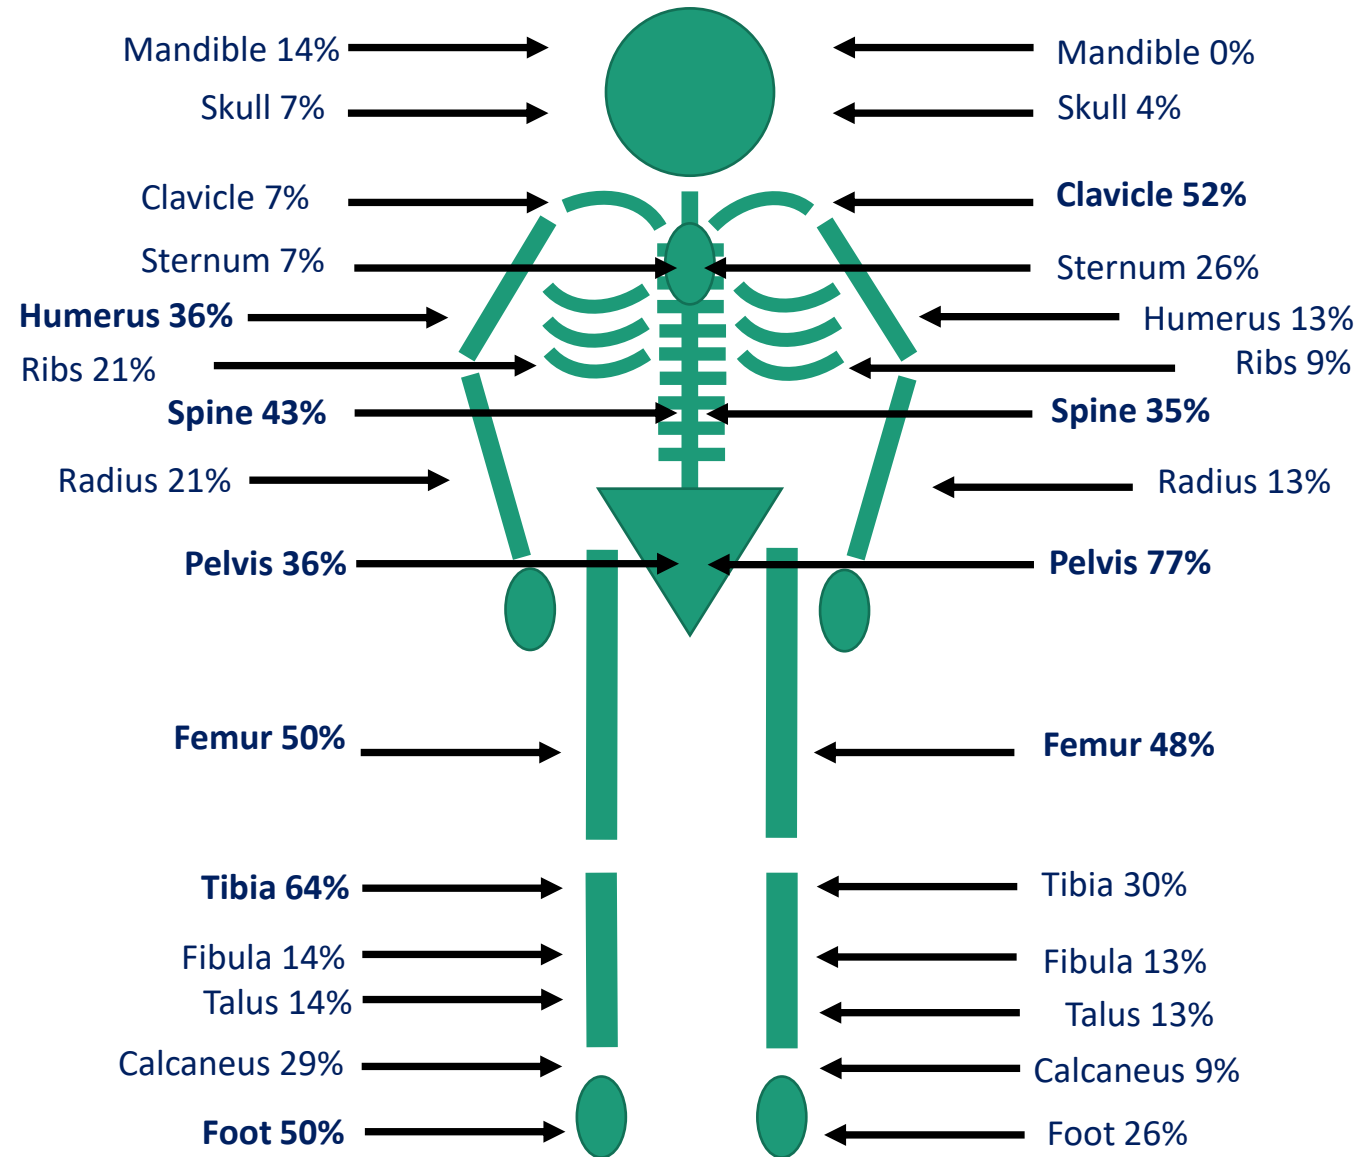 Mandible 14%
Mandible 0%
Skull 7%
Skull 4%
Clavicle 7%
Clavicle 52%
Sternum 7%
Sternum 26%
Humerus 36%
Humerus 13%
Ribs 21%
Ribs 9%
Spine 43%
Spine 35%
Radius 21%
Radius 13%
Pelvis 36%
Pelvis 77%
Femur 50%
Femur 48%
Tibia 64%
Tibia 30%
Fibula 14%
Fibula 13%
Talus 14%
Talus 13%
Calcaneus 29%
Calcaneus 9%
Foot 50%
Foot 26%